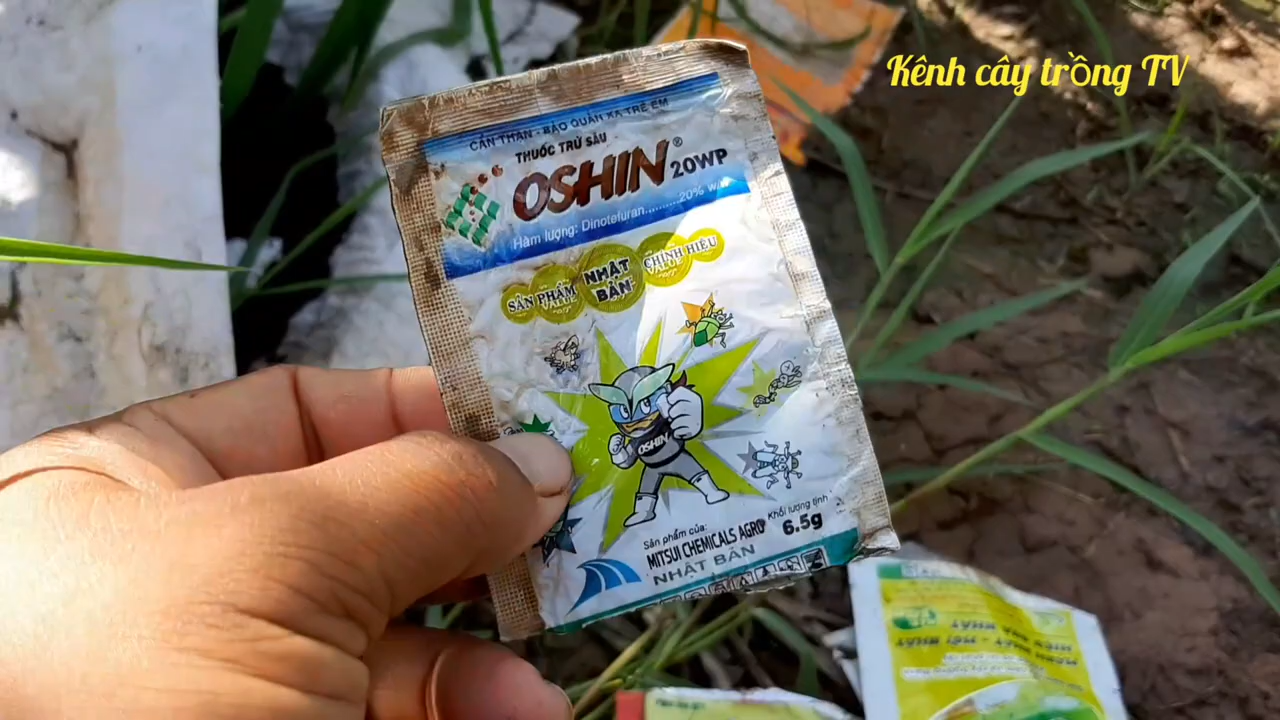 Kênh cây trồng TV
CẨN THẬN - BẢO QUẢN XA TRẺ EM
THUỐC TRỪ SÂU
OSHIN® 20WP
Hàm lượng: Dinotefuran..........20% w/w
SẢN PHẨM
NHẬT BẢN
CHÍNH HIỆU
OSHIN
Khối lượng tịnh
6.5g
Sản phẩm của:
MITSUI CHEMICALS AGRO
NHẬT BẢN